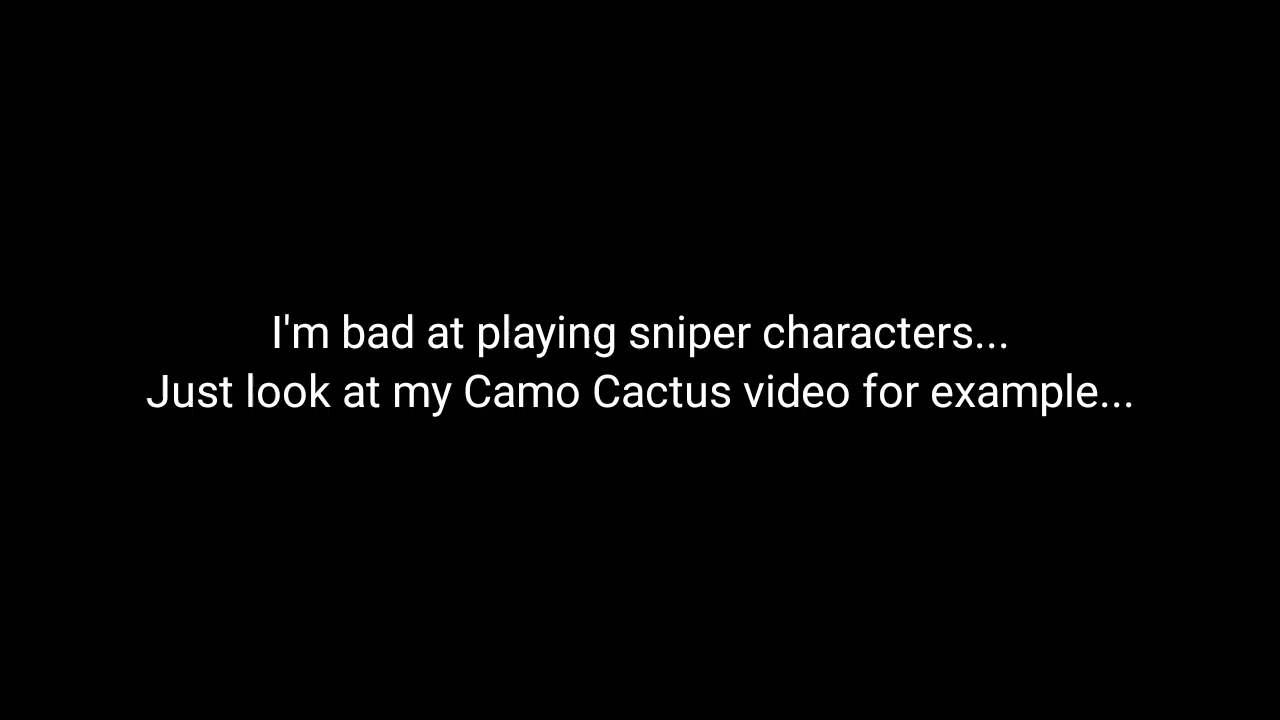 I'm bad at playing sniper characters...
Just look at my Camo Cactus video for example...